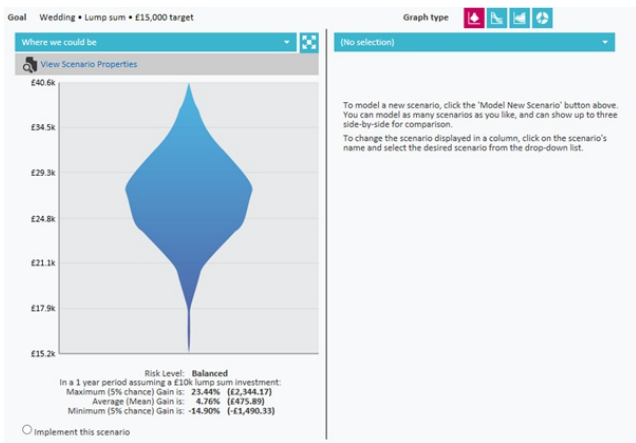 Goal Wedding • Lump sum • £15,000 target
Graph type
Where we could be
(No selection)
View Scenario Properties
£40.6k
£34.5k
£29.3k
£24.8k
£21.1k
£17.9k
£15.2k
Risk Level: Balanced
In a 1 year period assuming a £10k lump sum investment:
Maximum (5% chance) Gain is: 23.44% (£2,344.17)
Average (Mean) Gain is: 4.76% (£475.89)
Minimum (5% chance) Gain is: -14.90% (-£1,490.33)
Implement this scenario
To model a new scenario, click the 'Model New Scenario' button above.
You can model as many scenarios as you like, and can show up to three
side-by-side for comparison.
To change the scenario displayed in a column, click on the scenario's
name and select the desired scenario from the drop-down list.